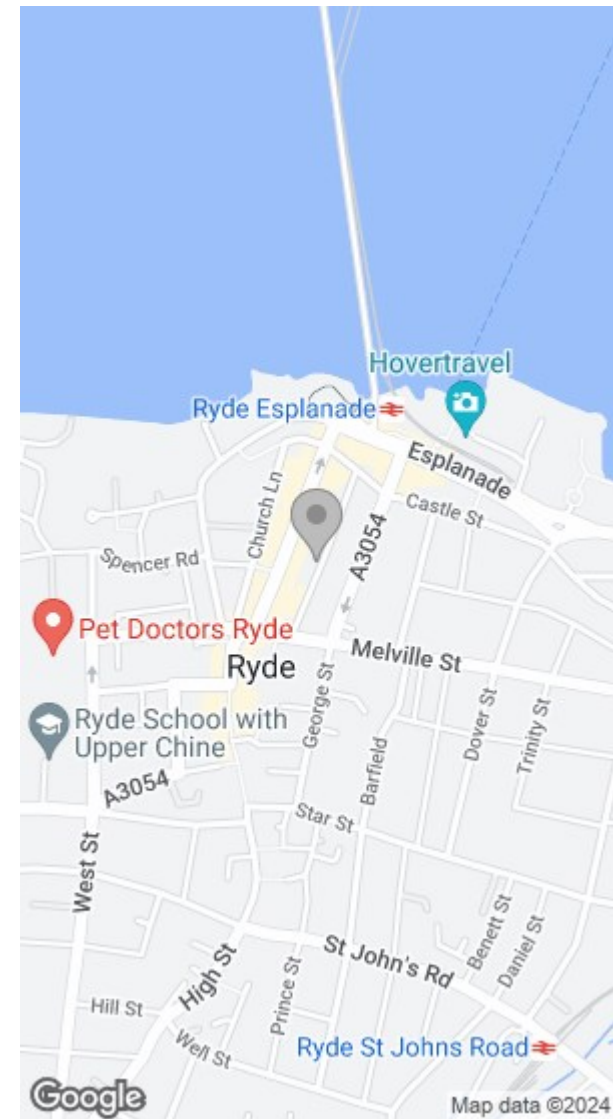 Hovertravel
Ryde Esplanade
Esplanade
Church Ln
Castle St
A3054
Spencer Rd
Pet Doctors Ryde
Melville St
Ryde
George St
Dover St
Trinity St
Ryde School with
Upper Chine
Barfield
A3054
Star St
West St
Benett St
Daniel St
St John's Rd
High St
Prince St
Hill St
Well St
Ryde St Johns Road
Google
Map data ©2024